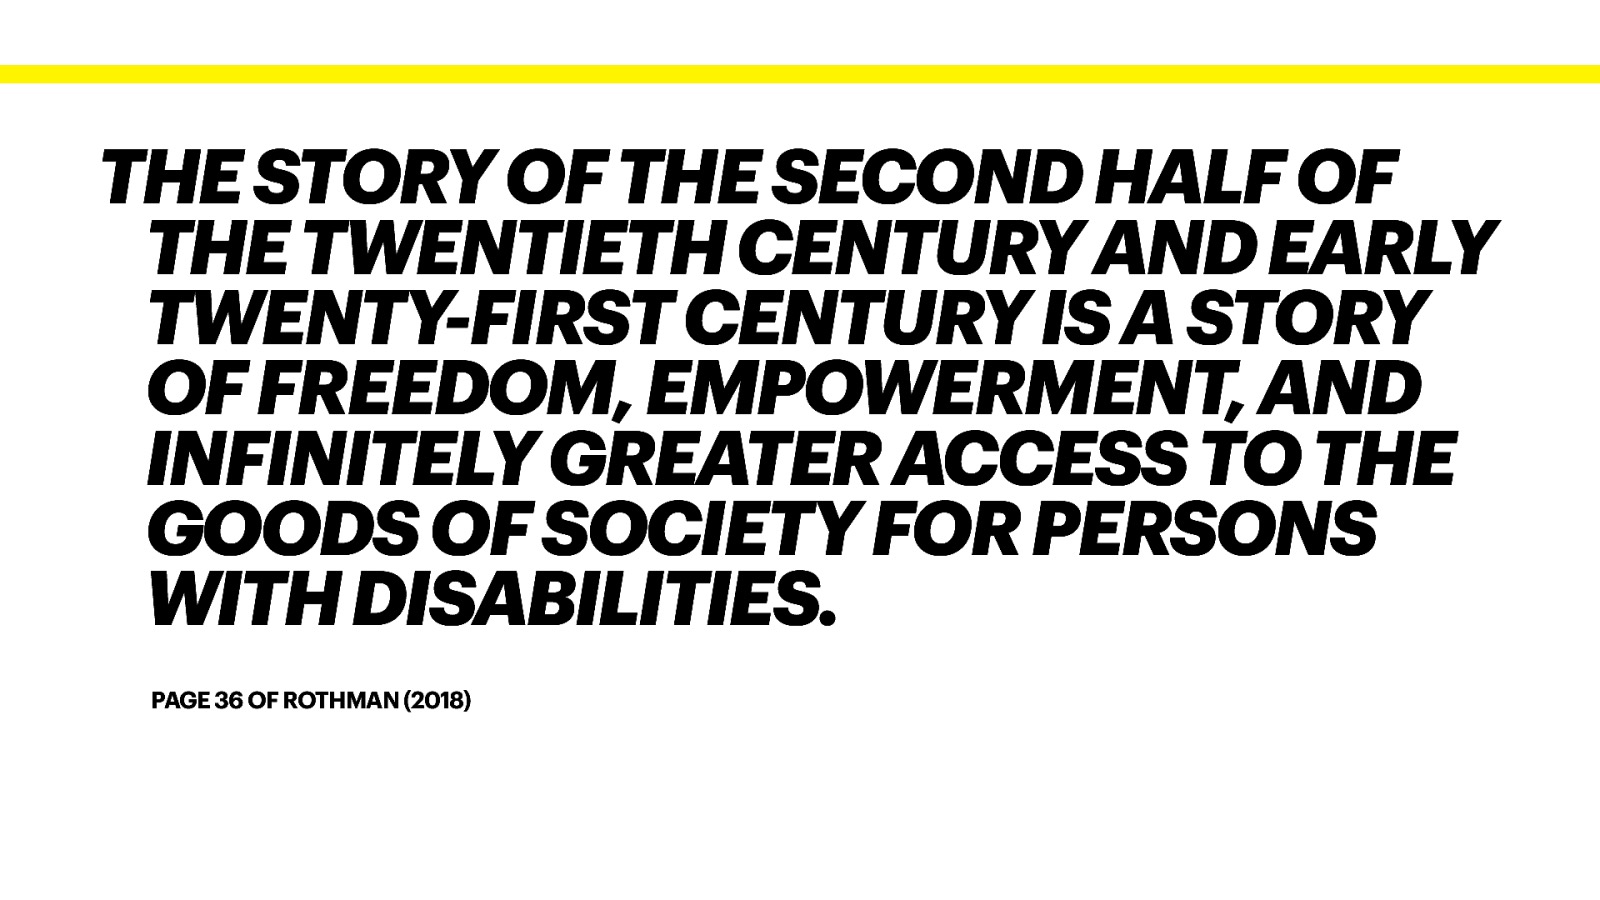 THE STORY OF THE SECOND HALF OF
THE TWENTIETH CENTURY AND EARLY
TWENTY-FIRST CENTURY IS A STORY
OF FREEDOM, EMPOWERMENT, AND
INFINITELY GREATER ACCESS TO THE
GOODS OF SOCIETY FOR PERSONS
WITH DISABILITIES.
PAGE 36 OF ROTHMAN (2018)